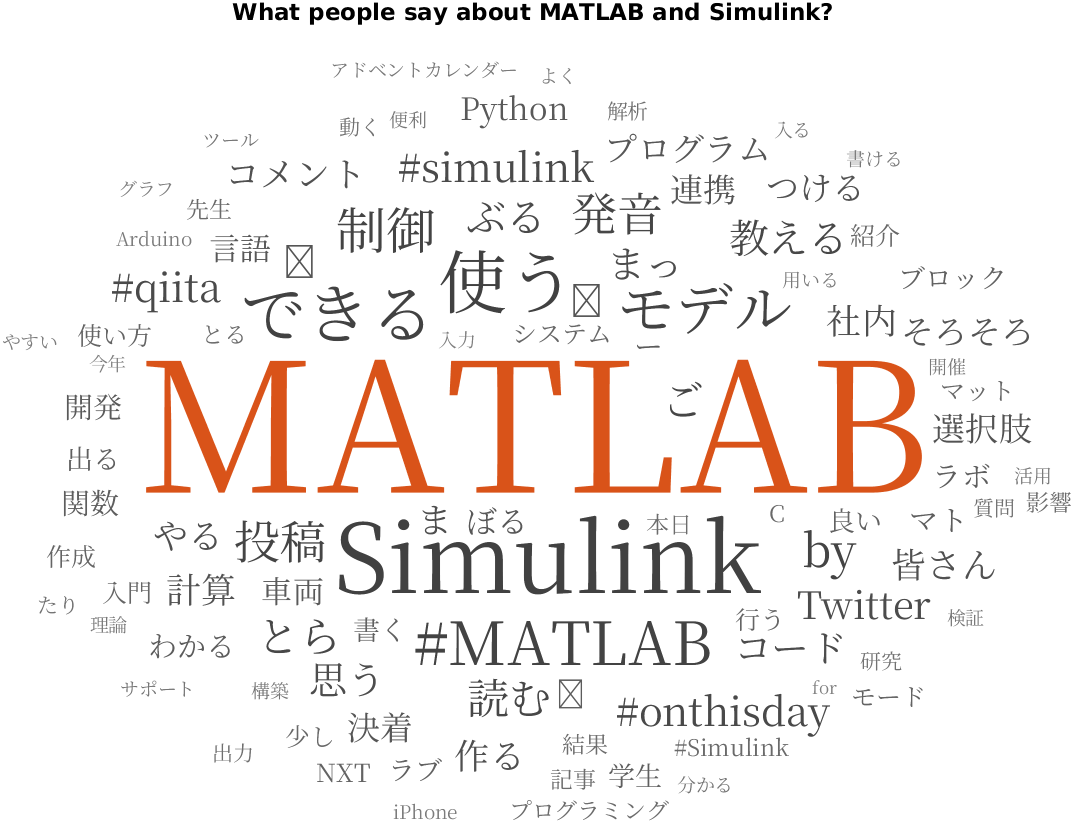 What people say about MATLAB and Simulink?
アドベントカレンダー
よく
動く
便利
Python
解析
入る
ツール
コメント
#simulink
プログラム
書ける
グラフ
先生
制御
ぶる
発音
連携
つける
Arduino
言語
教える
紹介
#qiita
できる
使う
まっ
モデル
用いる
ブロック
やすい
使い方
とる
入力
システム
ー
社内
そろそろ
今年
MATLAB
ご
開催
マット
開発
選択肢
出る
ラボ
活用
関数
質問
影響
やる
投稿
ま
ぼる
本日
C
良い
マト
作成
Simulink
by
皆さん
たり
入門
計算
車両
Twitter
検証
理論
わかる
とら
書く
#MATLAB
行う
コード
研究
サポート
構築
思う
読む
for
モード
#onthisday
出力
少し
決着
作る
結果
#Simulink
NXT
ラブ
記事
学生
分かる
iPhone
プログラミング